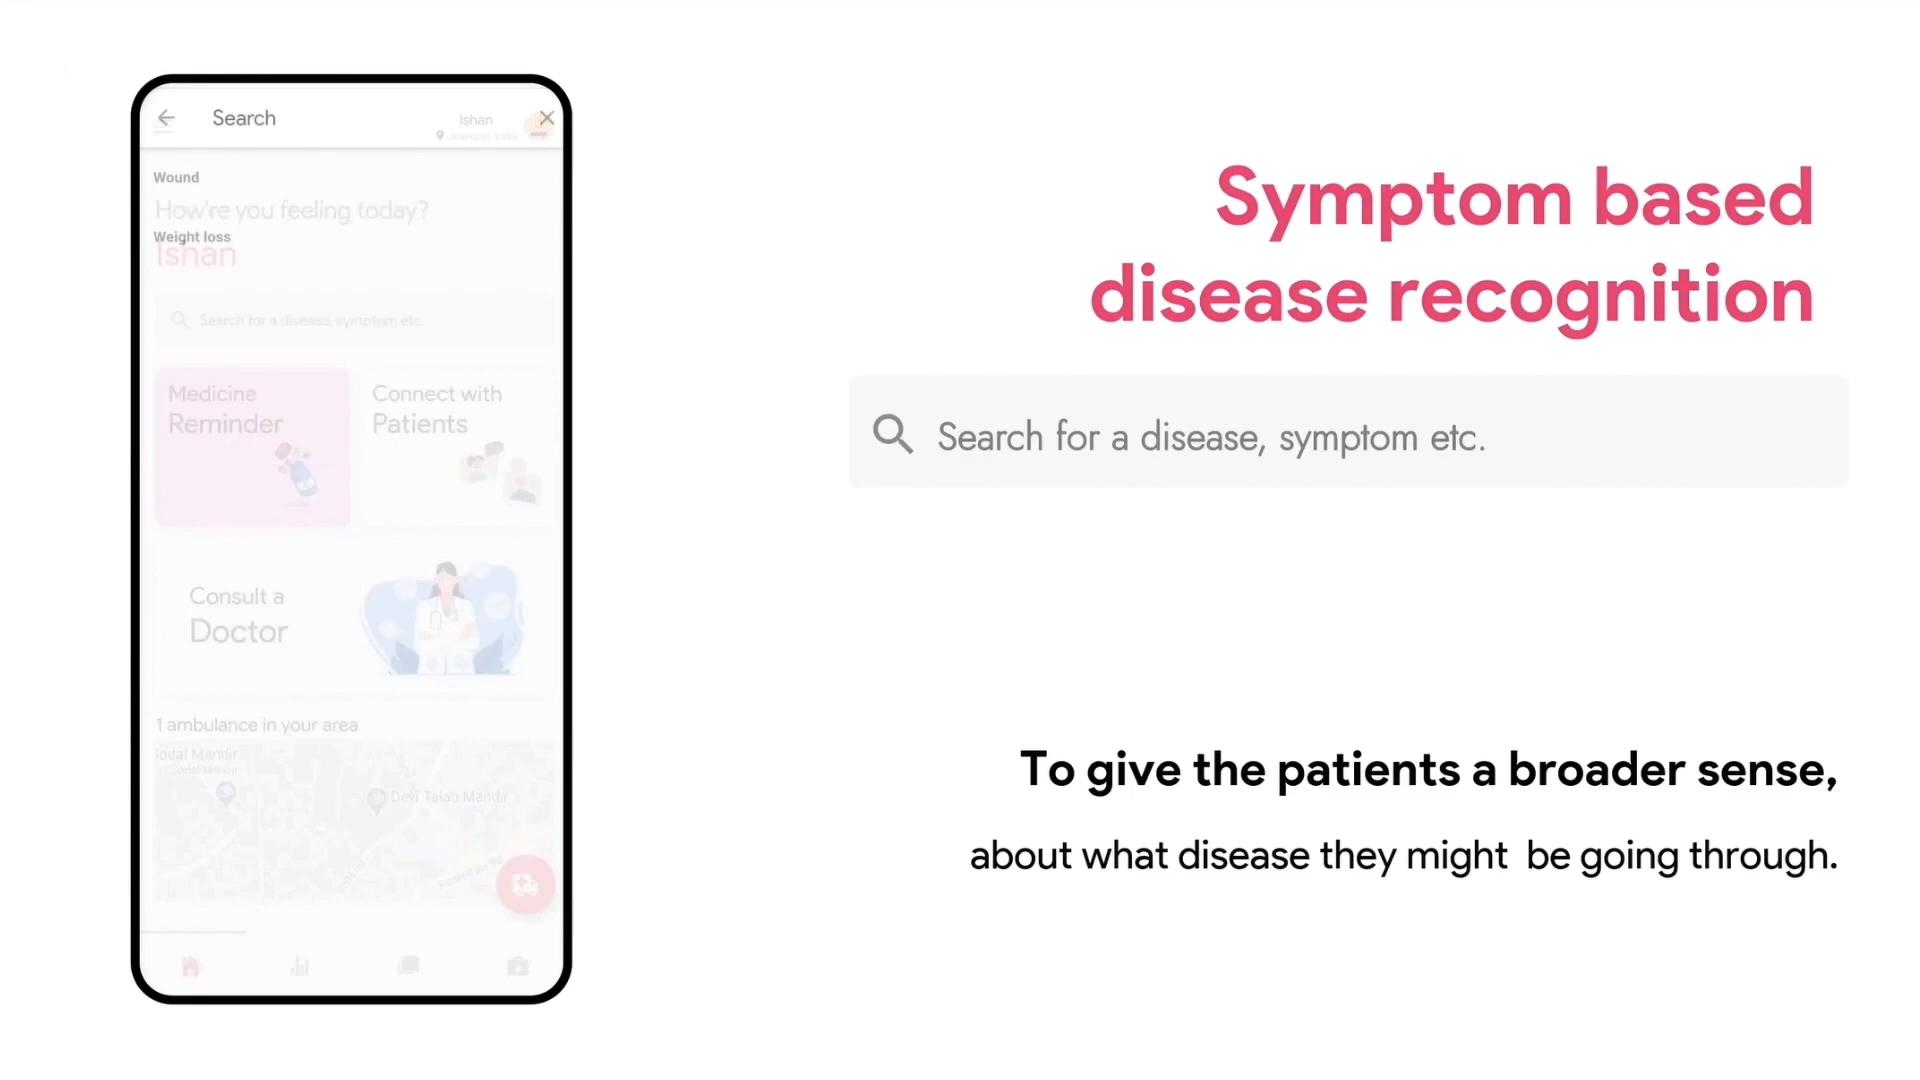 Search
Ishan
Wound
How're you feeling today?
Weight loss
Ishan
Search for a disease, symptom etc.
Medicine
Reminder
Connect with
Patients
Consult a
Doctor
1 ambulance in your area
Sodal Mandir
Devi Talab Mandir
Symptom based
disease recognition
Search for a disease, symptom etc.
To give the patients a broader sense,
about what disease they might be going through.